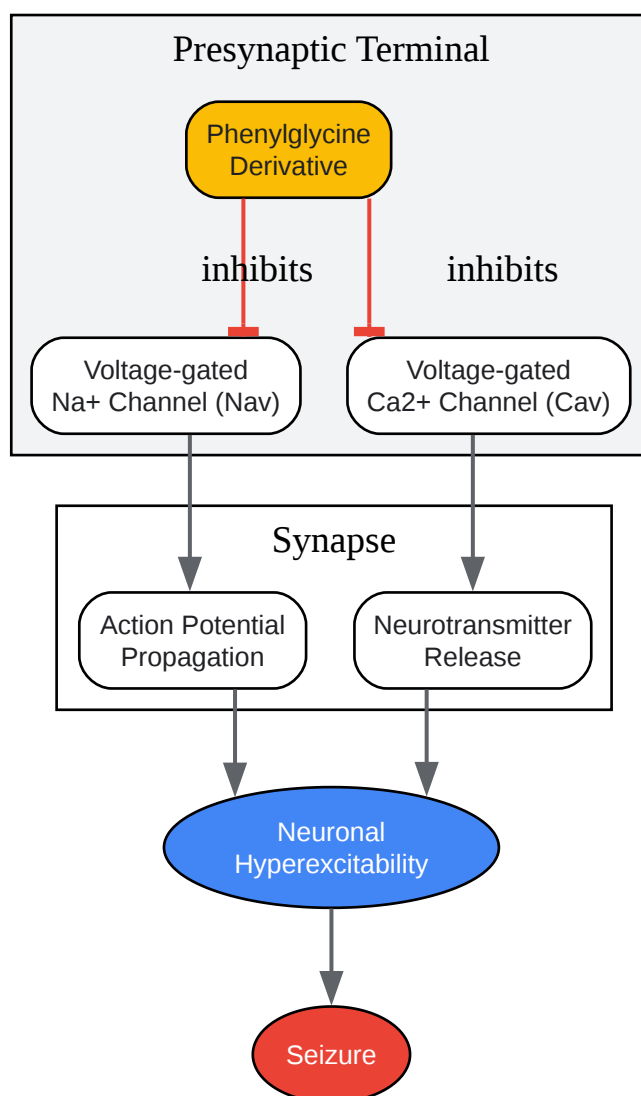 Presynaptic Terminal
Phenylglycine
Derivative
inhibits
inhibits
Voltage-gated
Na+ Channel (Nav)
Voltage-gated
Ca2+ Channel (Cav)
Synapse
Action Potential
Propagation
Neurotransmitter
Release
Neuronal
Hyperexcitability
Seizure